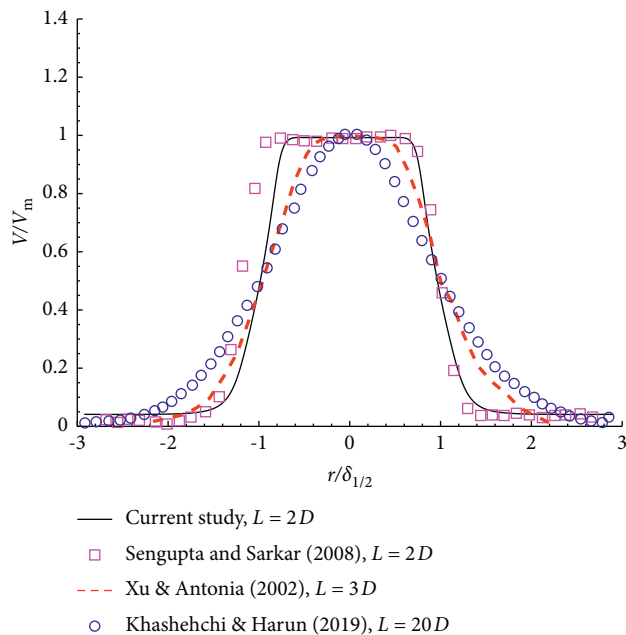 1.4
1.2
1
0.8
0.6
0.4
0.2
0
V/Vm
-3 -2 -1 0 1 2 3
r/δ1/2
Current study, L = 2D
Sengupta and Sarkar (2008), L = 2D
Xu & Antonia (2002), L = 3D
Khashehchi & Harun (2019), L = 20D